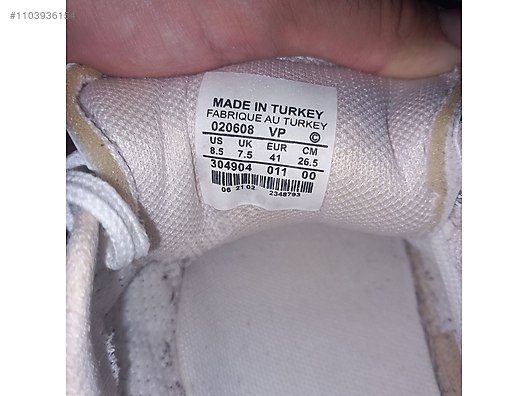 #1103936154
MADE IN TURKEY
FABRIQUE AU TURKEY
020608 VP ©
US UK EUR CM
8.5 7.5 41 26.5
304904 011 00
06 21 02 2348793